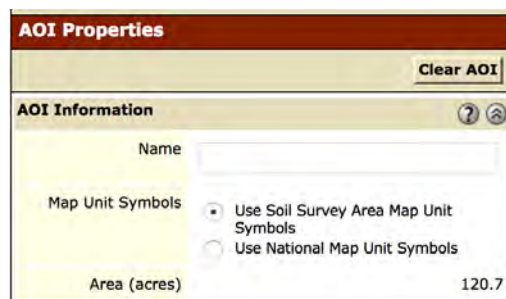 AOI Properties
Clear AOI
AOI Information
Name
Map Unit Symbols
Use Soil Survey Area Map Unit
Symbols
Use National Map Unit Symbols
Area (acres) 120.7